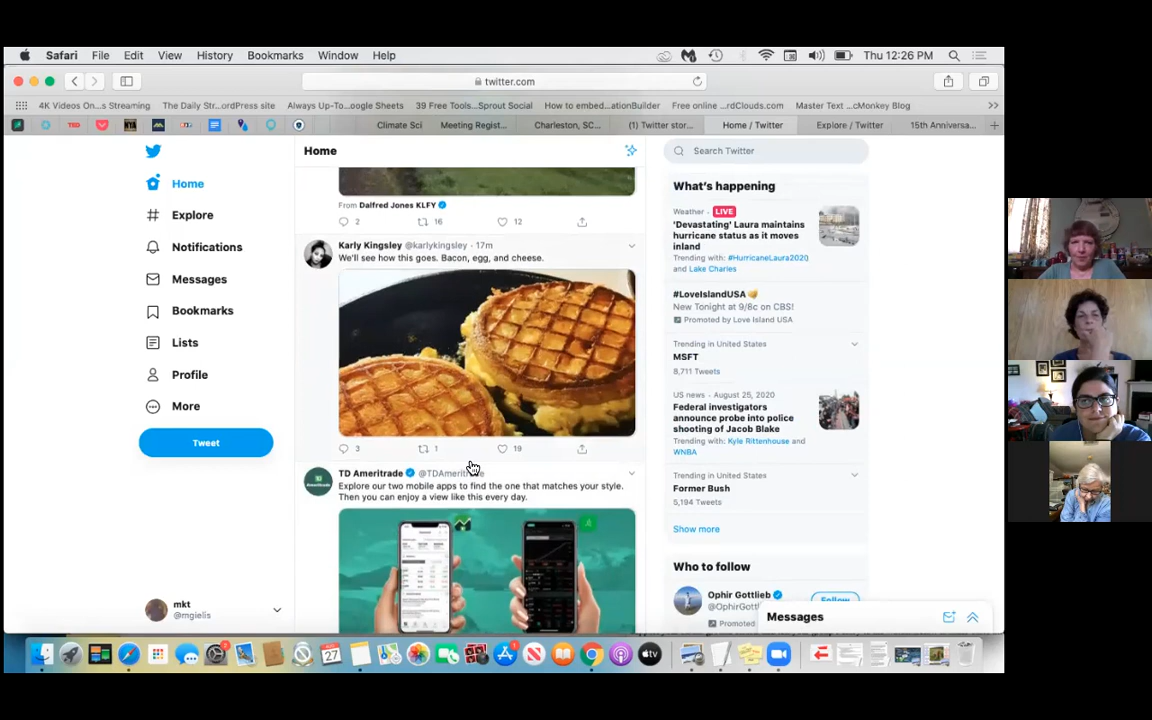 Safari File Edit View History Bookmarks Window Help Thu 12:26 PM
twitter.com
4K Videos On...s Streaming The Daily Str...ordPress site Always Up-To...oogle Sheets 39 Free Tools...Sprout Social How to embed...ationBuilder Free online ...rdClouds.com Master Text ...cMonkey Blog
TED NYA Climate Sci Meeting Regist... Charleston, SC... (1) Twitter stor... Home / Twitter Explore / Twitter 15th Anniversa...
Home
Explore
Notifications
Messages
Bookmarks
Lists
Profile
More
Tweet
mkt
@mgielis
Home
From Dalfred Jones KLFY
2 16 12
Karly Kingsley @karlykingsley · 17m
We'll see how this goes. Bacon, egg, and cheese.
3 1 19
TD Ameritrade @TDAmerit
Explore our two mobile apps to find the one that matches your style.
Then you can enjoy a view like this every day.
Search Twitter
What's happening
Weather · LIVE
'Devastating' Laura maintains
hurricane status as it moves
inland
Trending with: #HurricaneLaura2020
and Lake Charles
#LoveIslandUSA
New Tonight at 9/8c on CBS!
Promoted by Love Island USA
Trending in United States
MSFT
8,711 Tweets
US news · August 25, 2020
Federal investigators
announce probe into police
shooting of Jacob Blake
Trending with: Kyle Rittenhouse and
WNBA
Trending in United States
Former Bush
5,194 Tweets
Show more
Who to follow
Ophir Gottlieb
@OphirGottl
Follow
Promoted
Messages
27
tv